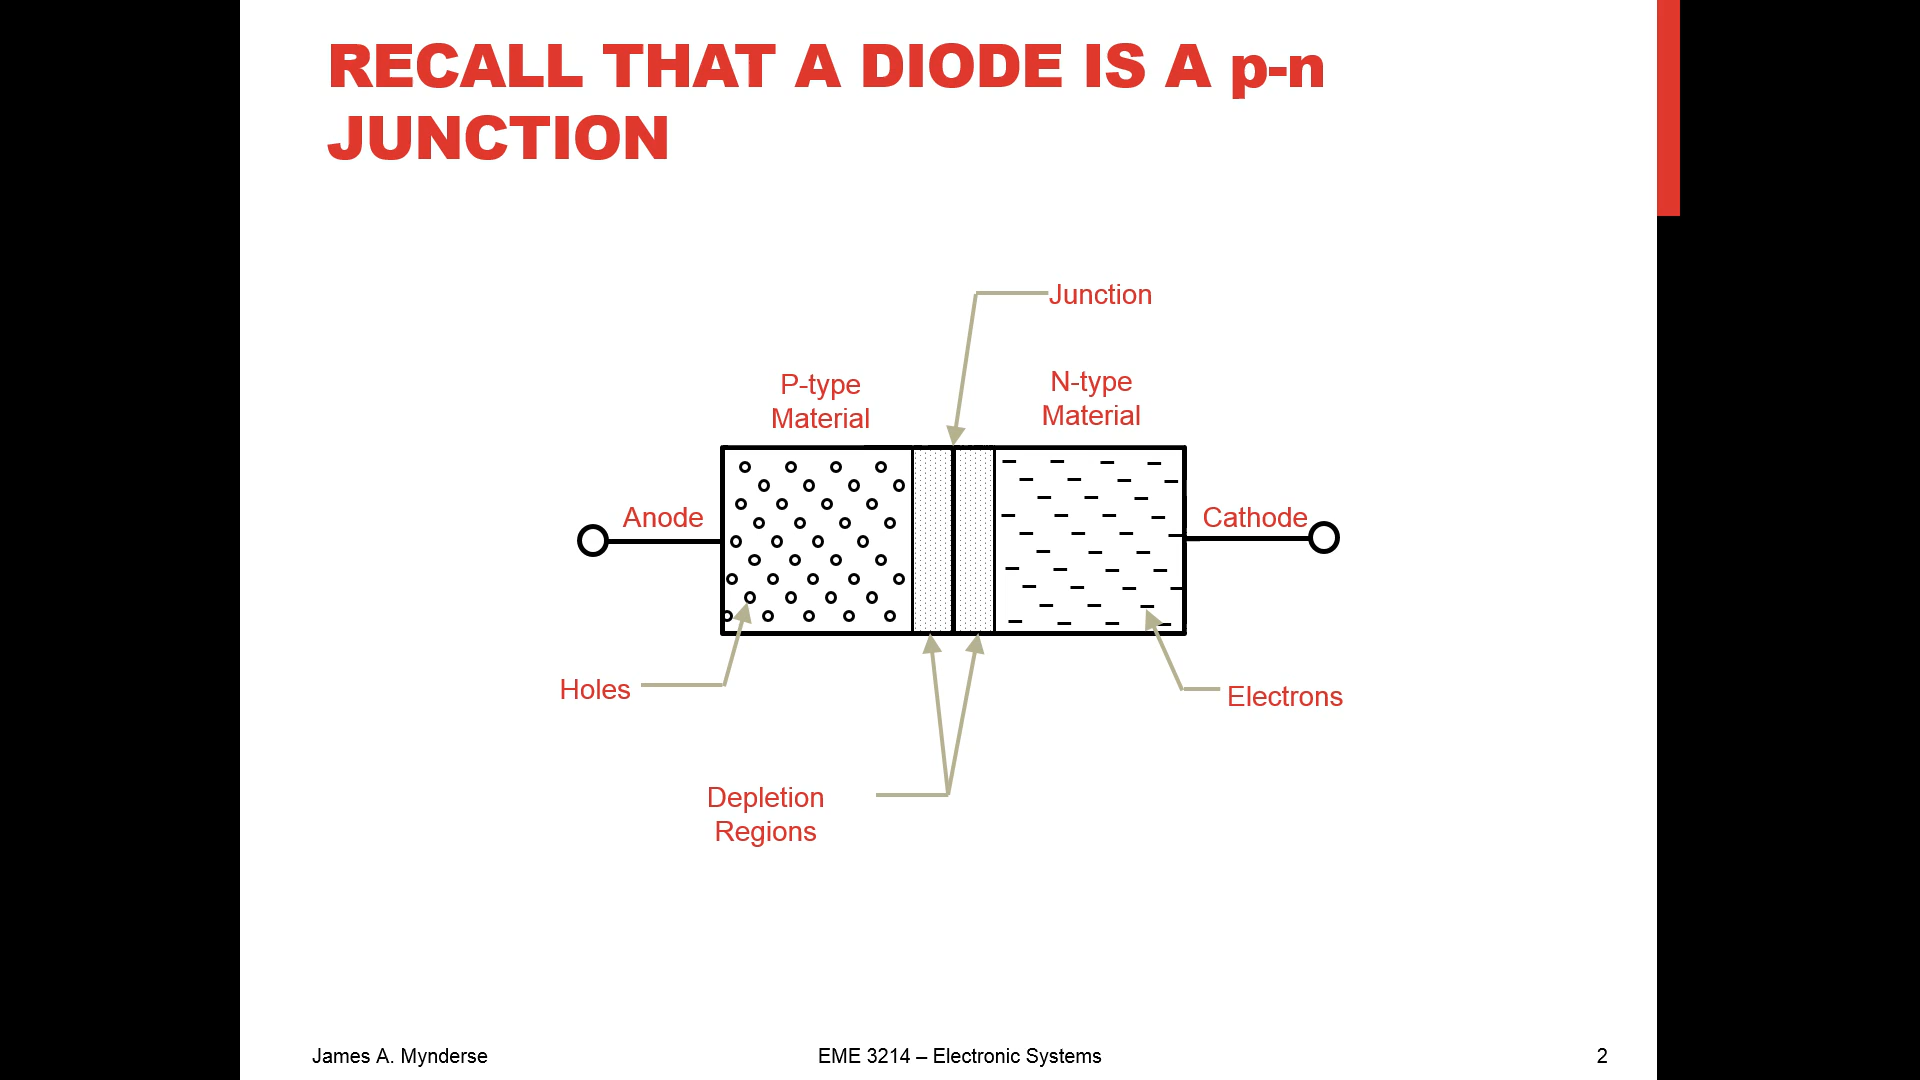 RECALL THAT A DIODE IS A p-n
JUNCTION
Junction
P-type
Material
N-type
Material
Anode
Cathode
Holes
Electrons
Depletion
Regions
James A. Mynderse
EME 3214 – Electronic Systems
2